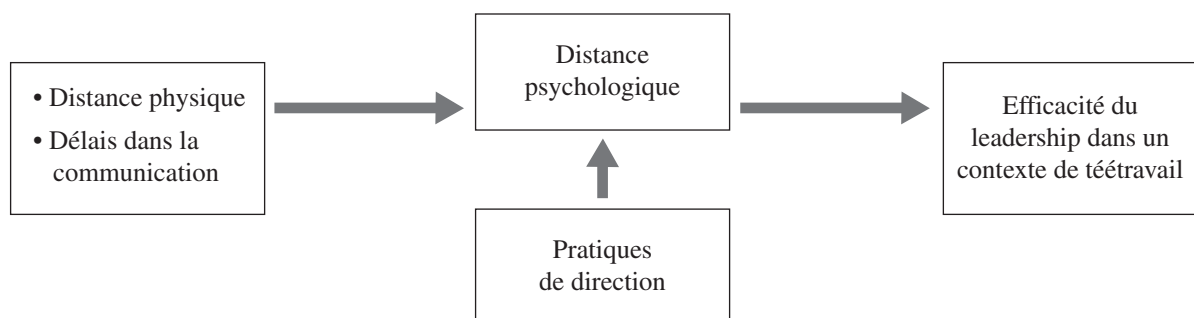 • Distance physique
• Délais dans la
communication
Distance
psychologique
Pratiques
de direction
Efficacité du
leadership dans un
contexte de téétravail